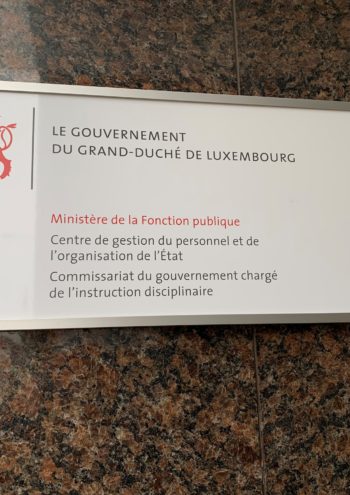 LE GOUVERNEMENT
DU GRAND-DUCHÉ DE LUXEMBOURG
Ministère de la Fonction publique
Centre de gestion du personnel et de
l'organisation de l'État
Commissariat du gouvernement chargé
de l'instruction disciplinaire